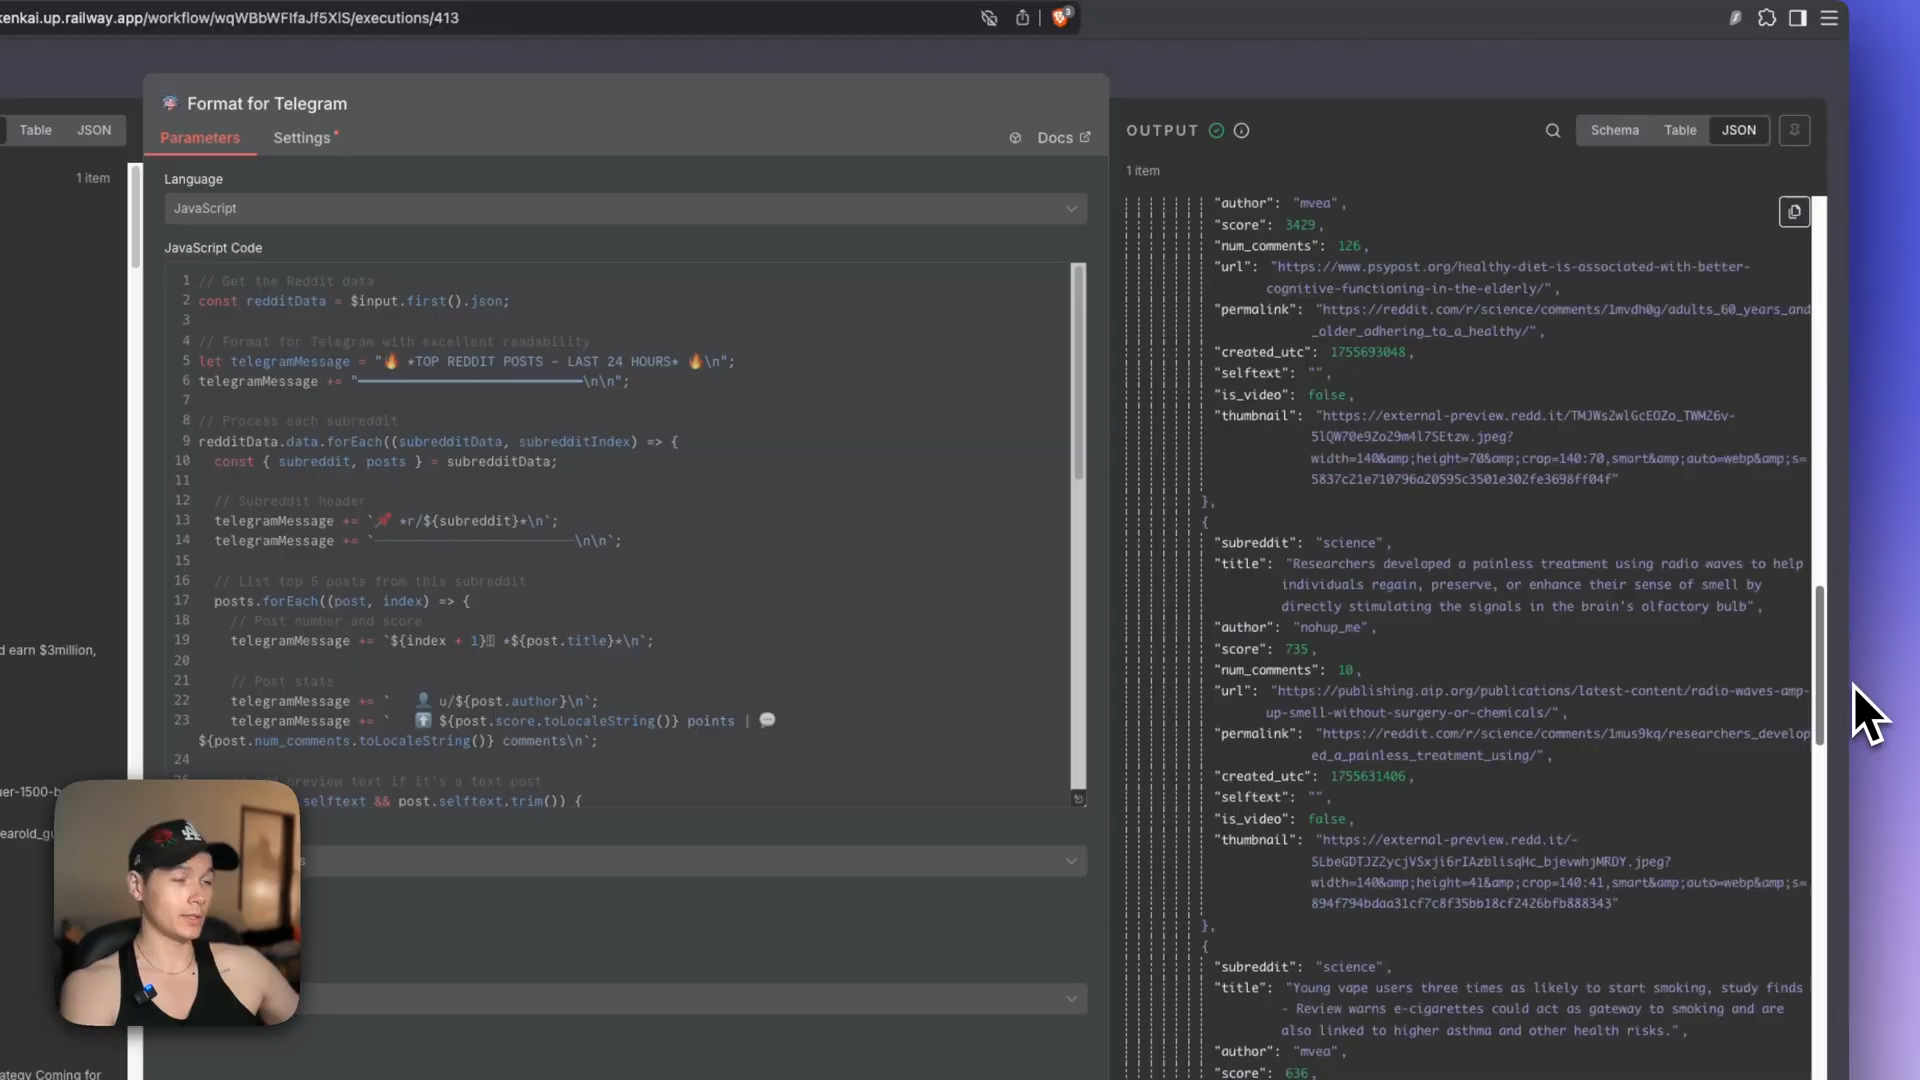 kenkai.up.railway.app/workflow/wqWBbWFIfaJf5XlS/executions/413
3
Table
JSON
1 item
d earn $3million,
er-1500-b
earold_gu
ategy Coming for
Format for Telegram
Parameters
Settings
Docs
Language
JavaScript
JavaScript Code
1 // Get the Reddit data
2 const redditData = $input.first().json;
3
4 // Format for Telegram with excellent readability
5 let telegramMessage = "🔥 *TOP REDDIT POSTS - LAST 24 HOURS* 🔥\n";
6 telegramMessage += "━━━━━━━━━━━━━━━━━━━━━━━━━━━━\n\n";
7
8 // Process each subreddit
9 redditData.data.forEach((subredditData, subredditIndex) => {
10 const { subreddit, posts } = subredditData;
11
12 // Subreddit header
13 telegramMessage += `📌 *r/${subreddit}*\n`;
14 telegramMessage += `─────────────────────────\n\n`;
15
16 // List top 5 posts from this subreddit
17 posts.forEach((post, index) => {
18 // Post number and score
19 telegramMessage += `${index + 1}⃣ *${post.title}*\n`;
20
21 // Post stats
22 telegramMessage += `   👤 u/${post.author}\n`;
23 telegramMessage += `   ⬆️ ${post.score.toLocaleString()} points | 💬
${post.num_comments.toLocaleString()} comments\n`;
24
preview text if it's a text post
selftext && post.selftext.trim()) {
s
OUTPUT
Schema
Table
JSON
1 item
"author": "mvea",
"score": 3429,
"num_comments": 126,
"url": "https://www.psypost.org/healthy-diet-is-associated-with-better-
cognitive-functioning-in-the-elderly/",
"permalink": "https://reddit.com/r/science/comments/1mvdh0g/adults_60_years_and
_older_adhering_to_a_healthy/",
"created_utc": 1755693048,
"selftext": "",
"is_video": false,
"thumbnail": "https://external-preview.redd.it/TMJWs2wlGcEOZo_TWM26v-
5lQW70e9Zo29m4l7SEtzw.jpeg?
width=140&amp;height=70&amp;crop=140:70,smart&amp;auto=webp&amp;s=
5837c21e710796a20595c3501e302fe3698ff04f"
},
{
"subreddit": "science",
"title": "Researchers developed a painless treatment using radio waves to help
individuals regain, preserve, or enhance their sense of smell by
directly stimulating the signals in the brain's olfactory bulb",
"author": "nohup_me",
"score": 735,
"num_comments": 10,
"url": "https://publishing.aip.org/publications/latest-content/radio-waves-amp-
up-smell-without-surgery-or-chemicals/",
"permalink": "https://reddit.com/r/science/comments/1mus9kq/researchers_develop
ed_a_painless_treatment_using/",
"created_utc": 1755631406,
"selftext": "",
"is_video": false,
"thumbnail": "https://external-preview.redd.it/-
SLbeGDTJZ2ycjVSxji6rIAzblisqHc_bjevwhjMRDY.jpeg?
width=140&amp;height=41&amp;crop=140:41,smart&amp;auto=webp&amp;s=
894f794bdaa31cf7c8f35bb18cf2426bfb888343"
},
{
"subreddit": "science",
"title": "Young vape users three times as likely to start smoking, study finds
- Review warns e-cigarettes could act as gateway to smoking and are
also linked to higher asthma and other health risks.",
"author": "mvea",
"score": 636,